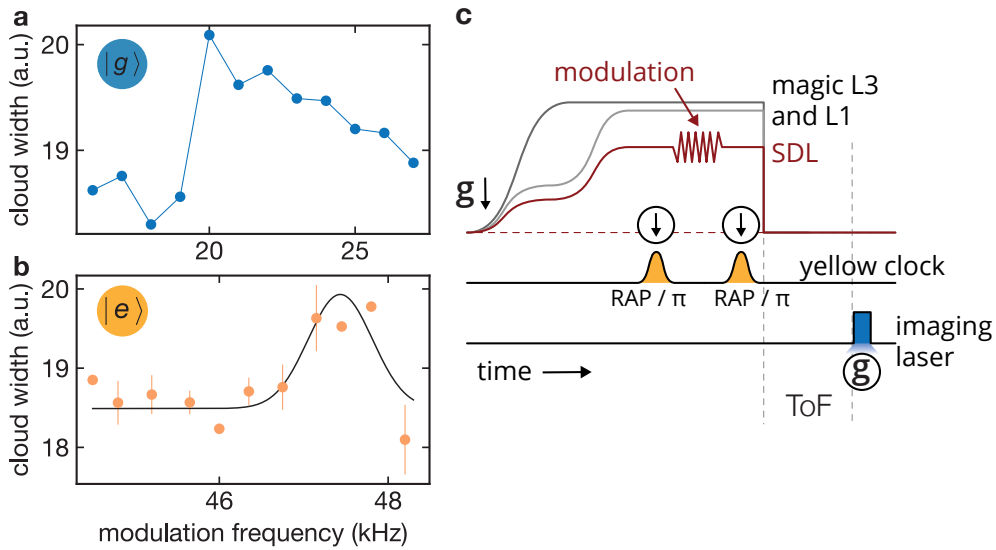 a
cloud width (a.u.)
20
19
|g⟩
20
25
b
cloud width (a.u.)
20
19
18
|e⟩
46
48
modulation frequency (kHz)
c
modulation
magic L3
and L1
SDL
g
yellow clock
RAP / π
RAP / π
imaging
laser
g
time
ToF